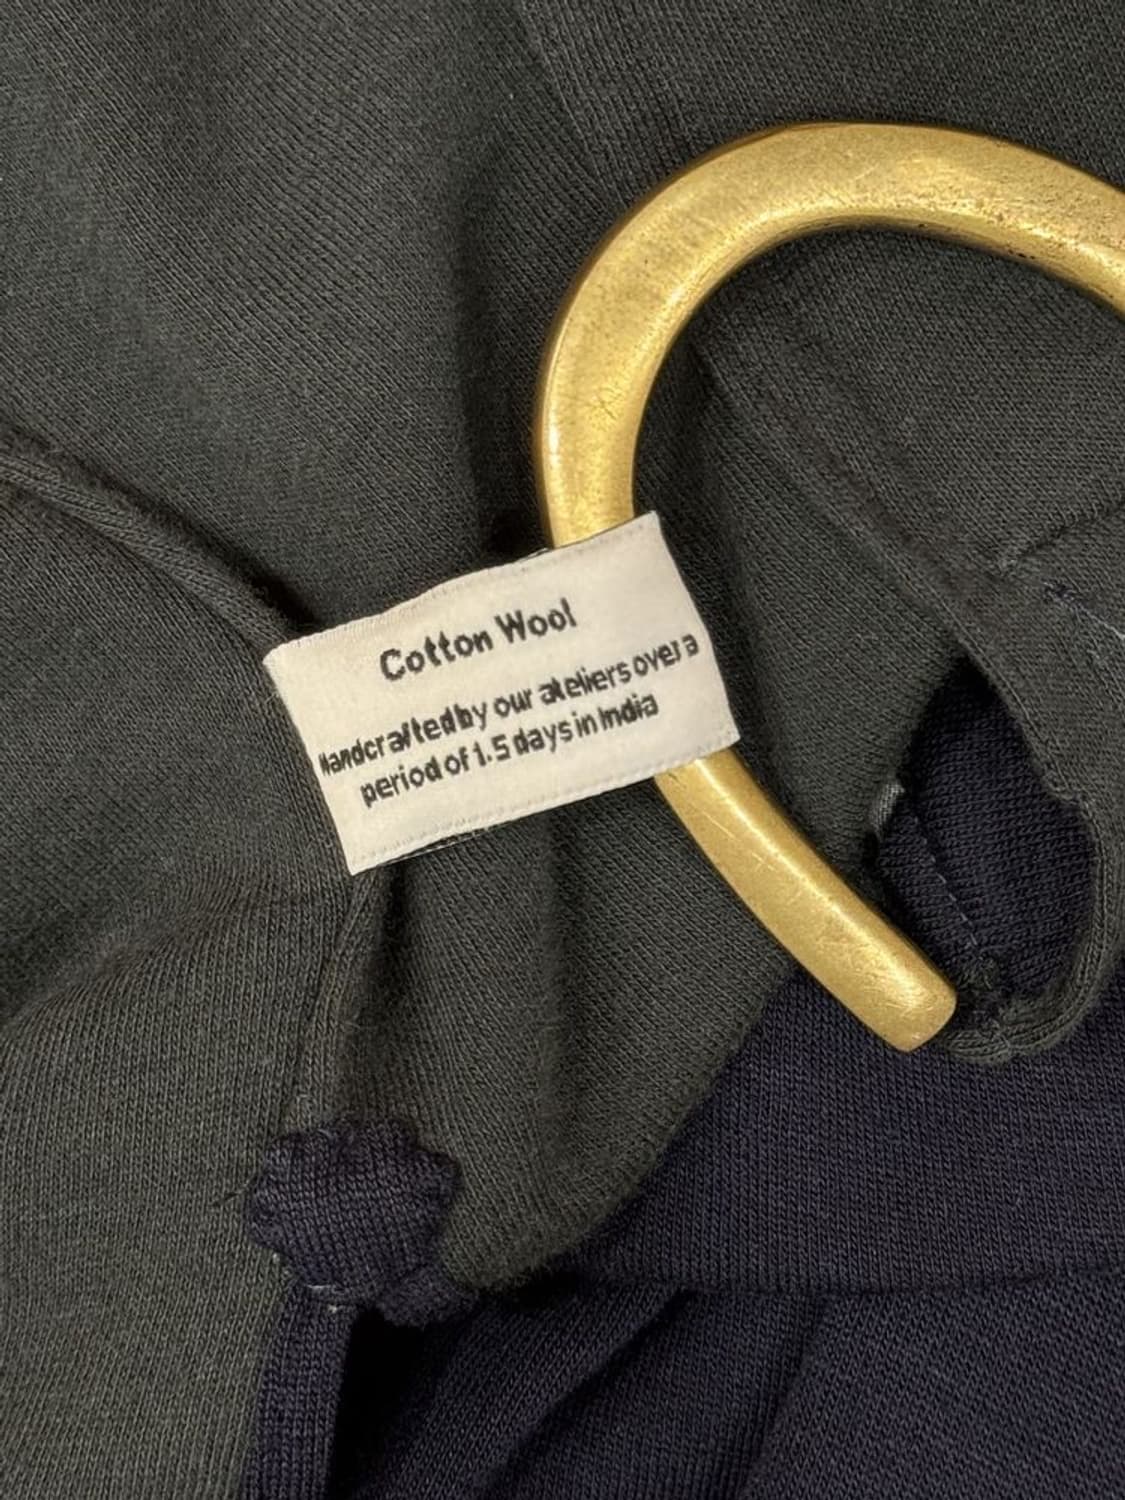 Cotton Wool
Handcrafted by our ateliers over a
period of 1.5 days in India